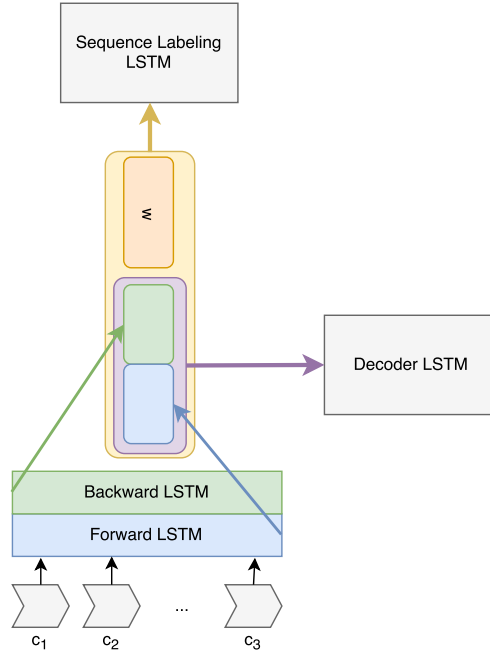 Sequence Labeling
LSTM
w
Decoder LSTM
Backward LSTM
Forward LSTM
...
c1 c2 c3